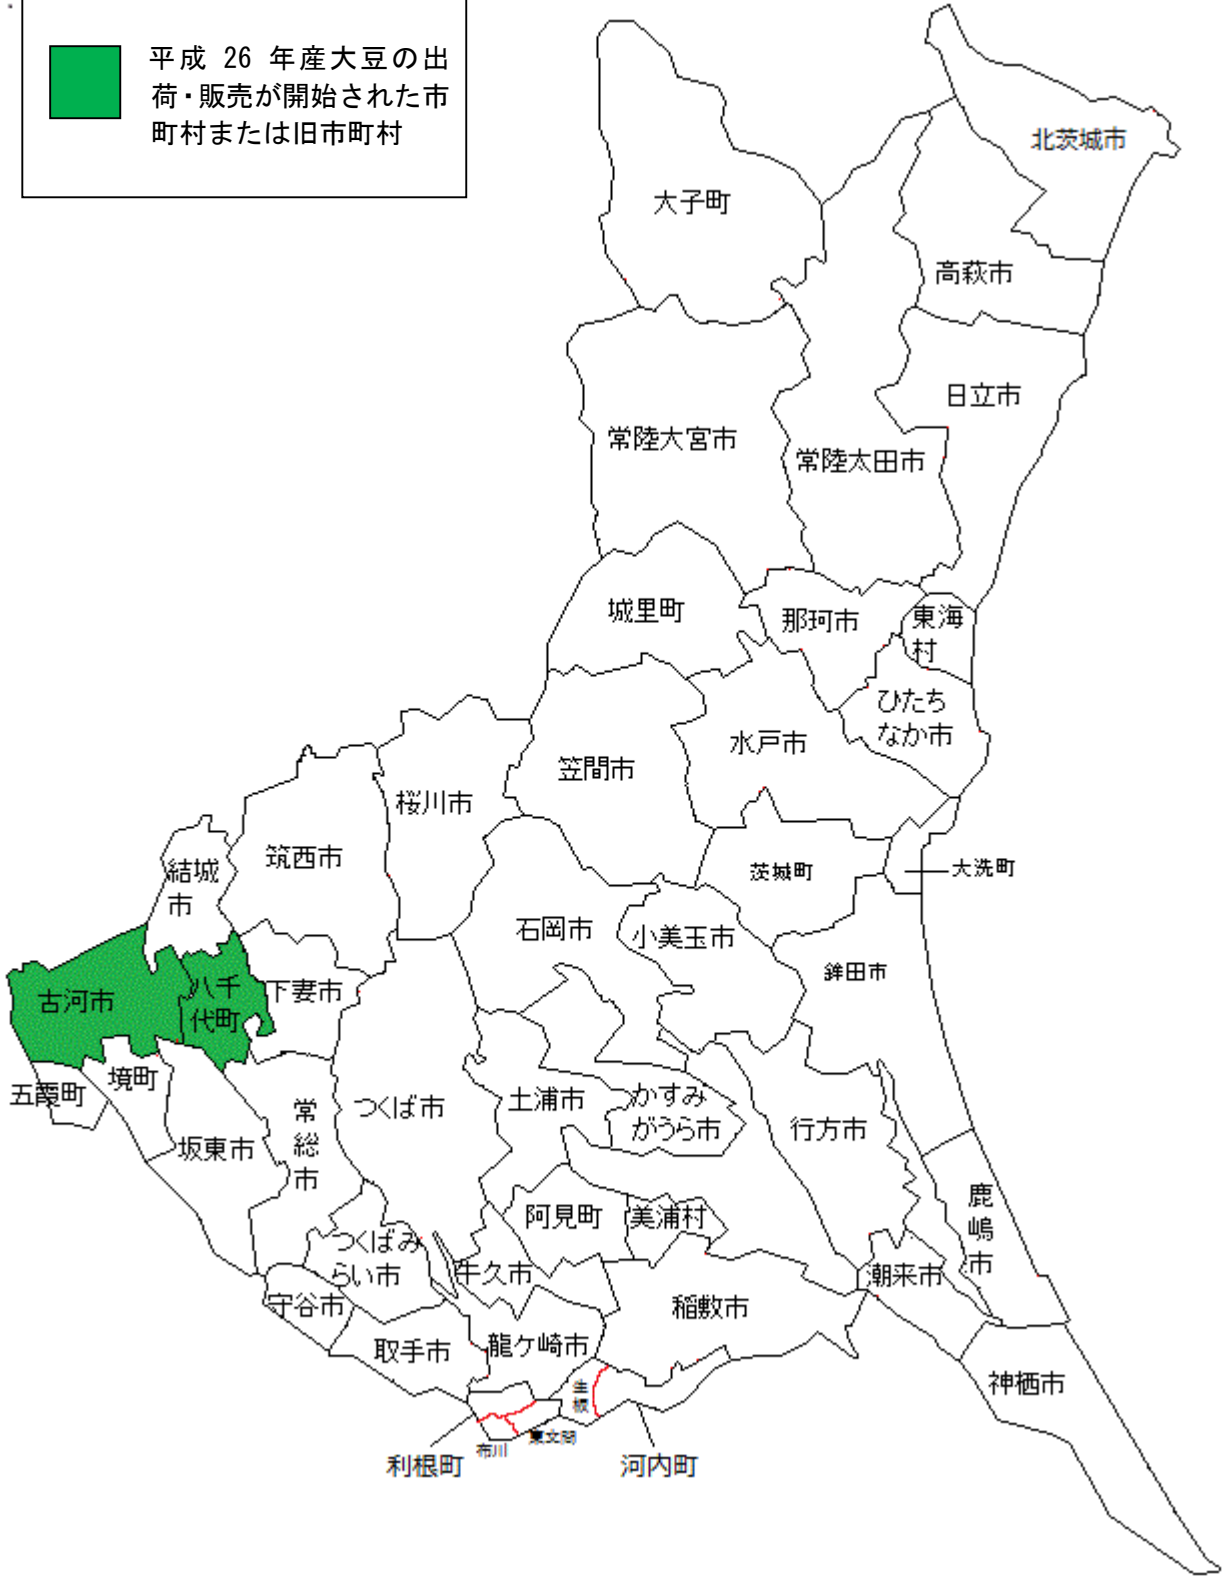 平成 26 年産大豆の出
荷・販売が開始された市
町村または旧市町村
北茨城市
大子町
高萩市
日立市
常陸大宮市
常陸太田市
城里町
那珂市
東海
村
ひたち
なか市
水戸市
笠間市
桜川市
筑西市
結城
市
茨城町
大洗町
石岡市
小美玉市
鉾田市
古河市
八千
代町
下妻市
五霞町
境町
坂東市
常
総
市
つくば市
土浦市
かすみ
がうら市
行方市
鹿
嶋
市
阿見町
美浦村
つくばみ
らい市
牛久市
潮来市
守谷市
稲敷市
取手市
龍ケ崎市
神栖市
生
板
布川
東文間
利根町
河内町